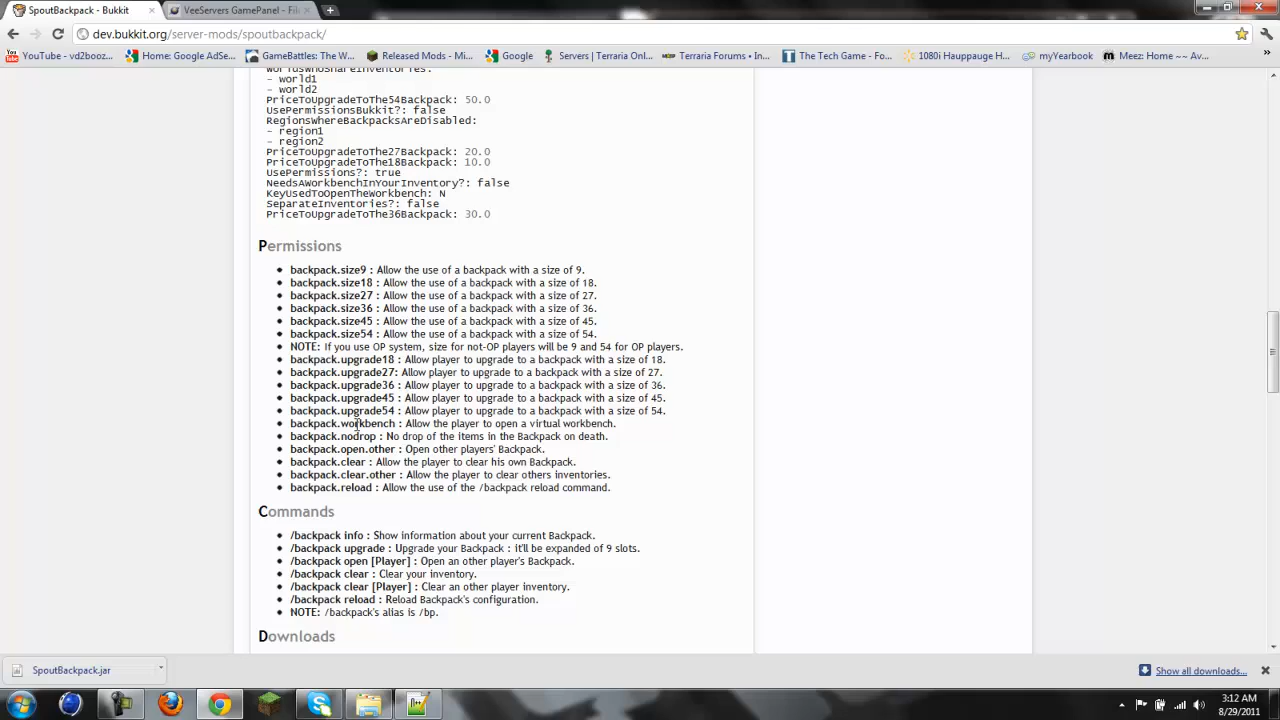 SpoutBackpack - Bukkit
VeeServers GamePanel - Fil
dev.bukkit.org/server-mods/spoutbackpack/
YouTube - vd2booz...
Home: Google AdSe...
GameBattles: The W...
Released Mods - Mi...
Google
Servers | Terraria Onl...
Terraria Forums • In...
The Tech Game - Fo...
1080i Hauppauge H...
myYearbook
Meez: Home ~~ Av...
WorldsWhoShareInventories:
- world1
- world2
PriceToUpgradeToThe54Backpack: 50.0
UsePermissionsBukkit?: false
RegionsWhereBackpacksAreDisabled:
- region1
- region2
PriceToUpgradeToThe27Backpack: 20.0
PriceToUpgradeToThe18Backpack: 10.0
UsePermissions?: true
NeedsAWorkbenchInYourInventory?: false
KeyUsedToOpenTheWorkbench: N
SeparateInventories?: false
PriceToUpgradeToThe36Backpack: 30.0
Permissions
backpack.size9 : Allow the use of a backpack with a size of 9.
backpack.size18 : Allow the use of a backpack with a size of 18.
backpack.size27 : Allow the use of a backpack with a size of 27.
backpack.size36 : Allow the use of a backpack with a size of 36.
backpack.size45 : Allow the use of a backpack with a size of 45.
backpack.size54 : Allow the use of a backpack with a size of 54.
NOTE: If you use OP system, size for not-OP players will be 9 and 54 for OP players.
backpack.upgrade18 : Allow player to upgrade to a backpack with a size of 18.
backpack.upgrade27: Allow player to upgrade to a backpack with a size of 27.
backpack.upgrade36 : Allow player to upgrade to a backpack with a size of 36.
backpack.upgrade45 : Allow player to upgrade to a backpack with a size of 45.
backpack.upgrade54 : Allow player to upgrade to a backpack with a size of 54.
backpack.workbench : Allow the player to open a virtual workbench.
backpack.nodrop : No drop of the items in the Backpack on death.
backpack.open.other : Open other players' Backpack.
backpack.clear : Allow the player to clear his own Backpack.
backpack.clear.other : Allow the player to clear others inventories.
backpack.reload : Allow the use of the /backpack reload command.
Commands
/backpack info : Show information about your current Backpack.
/backpack upgrade : Upgrade your Backpack : it'll be expanded of 9 slots.
/backpack open [Player] : Open an other player's Backpack.
/backpack clear : Clear your inventory.
/backpack clear [Player] : Clear an other player inventory.
/backpack reload : Reload Backpack's configuration.
NOTE: /backpack's alias is /bp.
Downloads
SpoutBackpack.jar
Show all downloads...
3:12 AM
8/29/2011